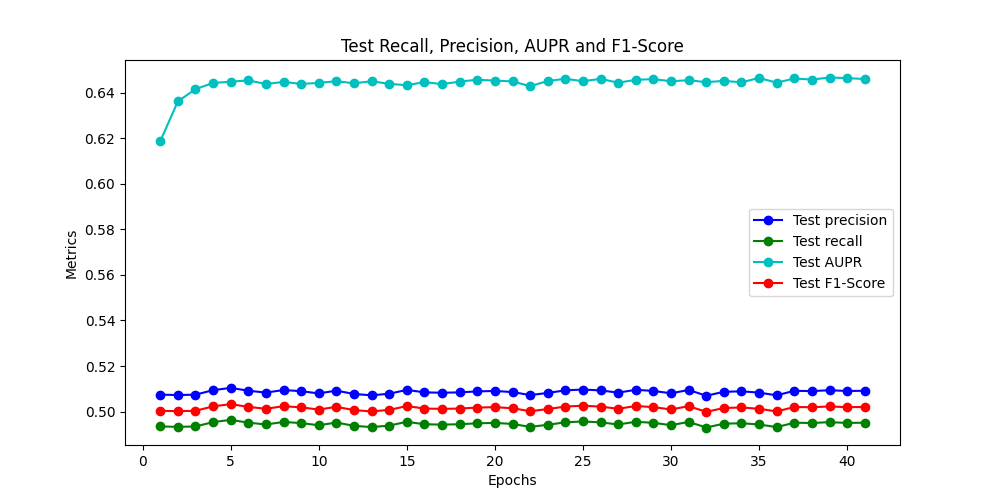 Test Recall, Precision, AUPR and F1-Score
Metrics
0.64
0.62
0.60
0.58
0.56
0.54
0.52
0.50
Test precision
Test recall
Test AUPR
Test F1-Score
0 5 10 15 20 25 30 35 40
Epochs